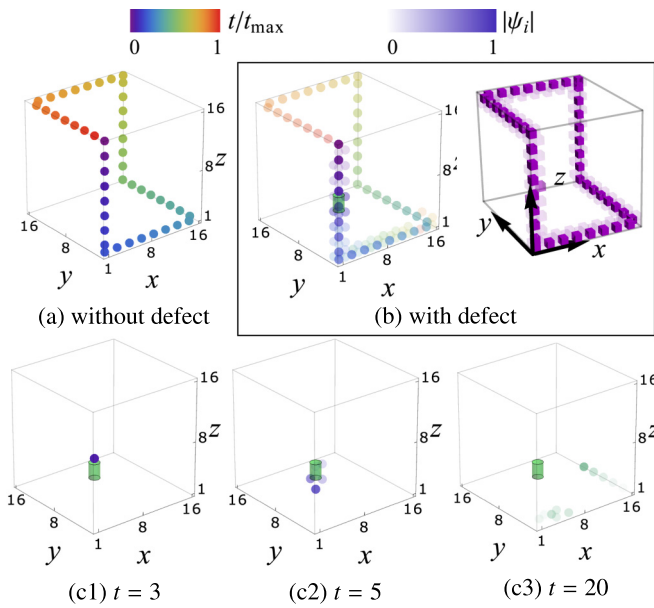 t/t_max |ψ_i|
0 1 0 1
16 8 z 1
16 8 y 1 8 x 16
16 8 z 1
16 8 y 1 8 x 16
z y x
(a) without defect (b) with defect
16 8 z 1
16 8 y 1 8 x 16
16 8 z 1
16 8 y 1 8 x 16
16 8 z 1
16 8 y 1 8 x 16
(c1) t = 3 (c2) t = 5 (c3) t = 20